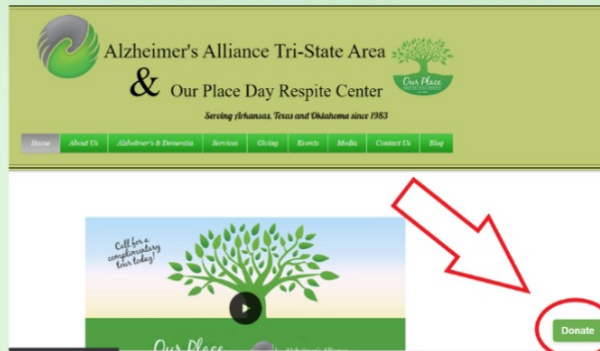 Alzheimer's Alliance Tri-State Area
& Our Place Day Respite Center
Our Place
Serving Arkansas, Texas and Oklahoma since 1983
Home About Us Alzheimer's & Dementia Services Giving Events Media Contact Us Blog
Call for a
complimentary
tour today!
Donate
Our Place